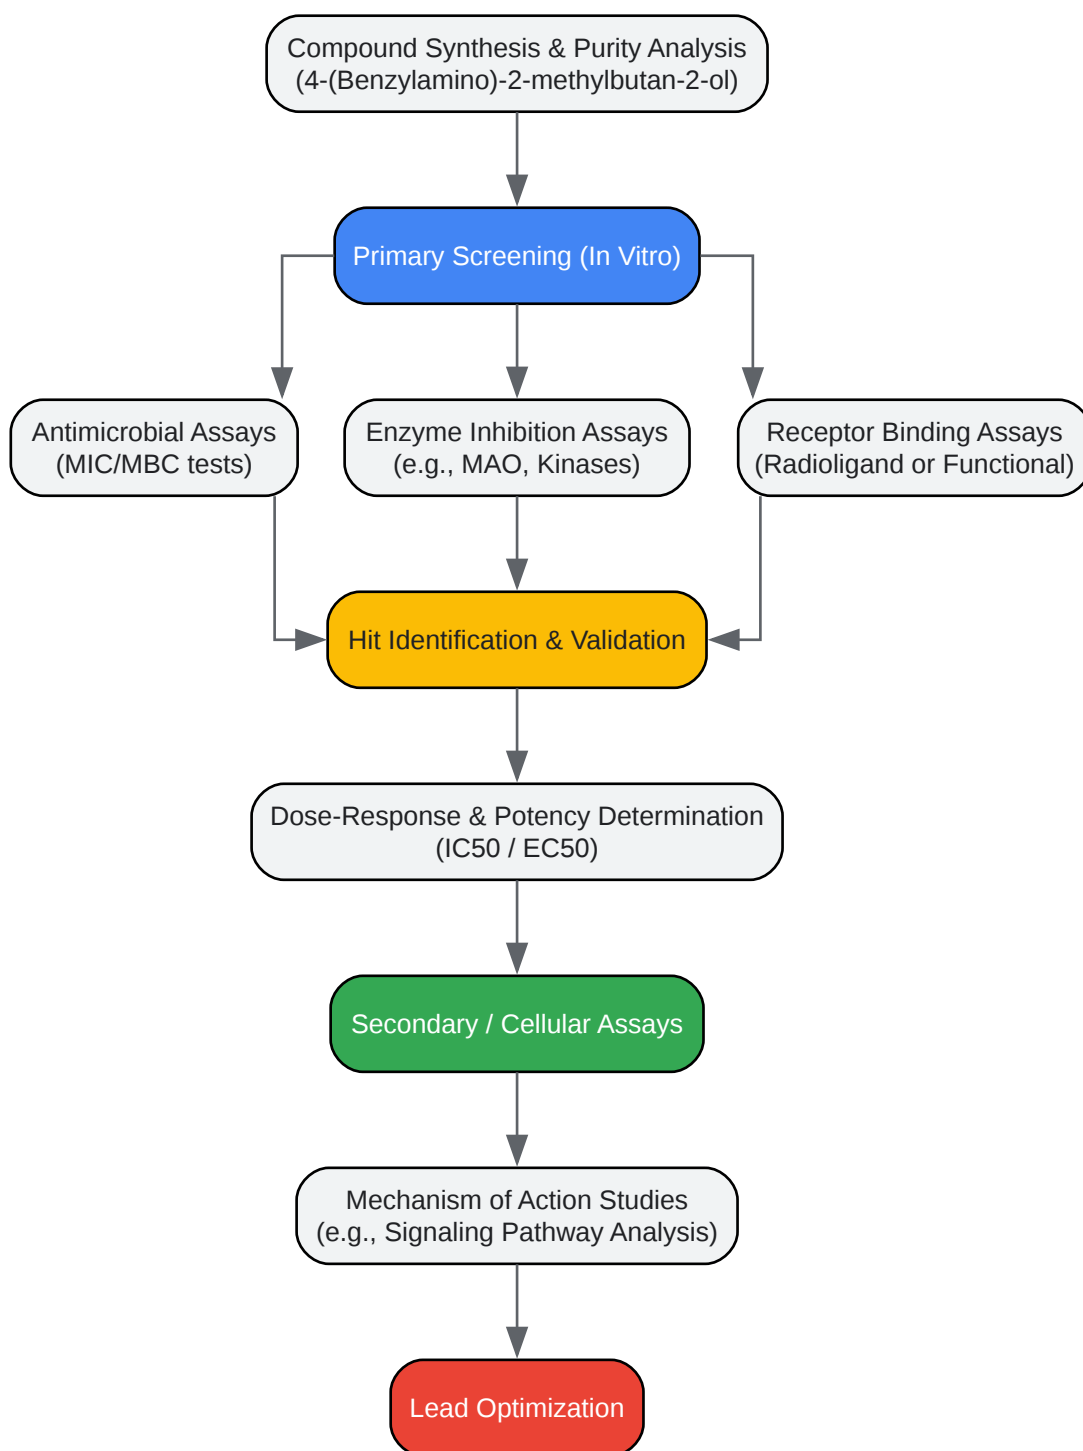 Compound Synthesis & Purity Analysis
(4-(Benzylamino)-2-methylbutan-2-ol)
Primary Screening (In Vitro)
Antimicrobial Assays
(MIC/MBC tests)
Enzyme Inhibition Assays
(e.g., MAO, Kinases)
Receptor Binding Assays
(Radioligand or Functional)
Hit Identification & Validation
Dose-Response & Potency Determination
(IC50 / EC50)
Secondary / Cellular Assays
Mechanism of Action Studies
(e.g., Signaling Pathway Analysis)
Lead Optimization